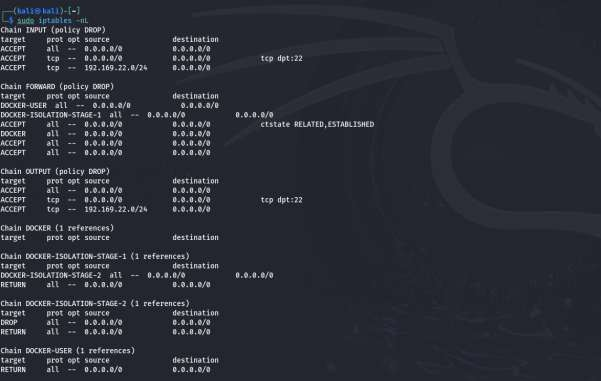 ┌──(kali㉿kali)-[~]
└─$ sudo iptables -nL
Chain INPUT (policy DROP)
target     prot opt source               destination
ACCEPT     all  --  0.0.0.0/0            0.0.0.0/0
ACCEPT     tcp  --  0.0.0.0/0            0.0.0.0/0            tcp dpt:22
ACCEPT     tcp  --  192.169.22.0/24      0.0.0.0/0

Chain FORWARD (policy DROP)
target     prot opt source               destination
DOCKER-USER  all  --  0.0.0.0/0            0.0.0.0/0
DOCKER-ISOLATION-STAGE-1  all  --  0.0.0.0/0            0.0.0.0/0
ACCEPT     all  --  0.0.0.0/0            0.0.0.0/0            ctstate RELATED,ESTABLISHED
DOCKER     all  --  0.0.0.0/0            0.0.0.0/0
ACCEPT     all  --  0.0.0.0/0            0.0.0.0/0
ACCEPT     all  --  0.0.0.0/0            0.0.0.0/0

Chain OUTPUT (policy DROP)
target     prot opt source               destination
ACCEPT     all  --  0.0.0.0/0            0.0.0.0/0
ACCEPT     tcp  --  0.0.0.0/0            0.0.0.0/0            tcp dpt:22
ACCEPT     tcp  --  192.169.22.0/24      0.0.0.0/0

Chain DOCKER (1 references)
target     prot opt source               destination

Chain DOCKER-ISOLATION-STAGE-1 (1 references)
target     prot opt source               destination
DOCKER-ISOLATION-STAGE-2  all  --  0.0.0.0/0            0.0.0.0/0
RETURN     all  --  0.0.0.0/0            0.0.0.0/0

Chain DOCKER-ISOLATION-STAGE-2 (1 references)
target     prot opt source               destination
DROP       all  --  0.0.0.0/0            0.0.0.0/0
RETURN     all  --  0.0.0.0/0            0.0.0.0/0

Chain DOCKER-USER (1 references)
target     prot opt source               destination
RETURN     all  --  0.0.0.0/0            0.0.0.0/0